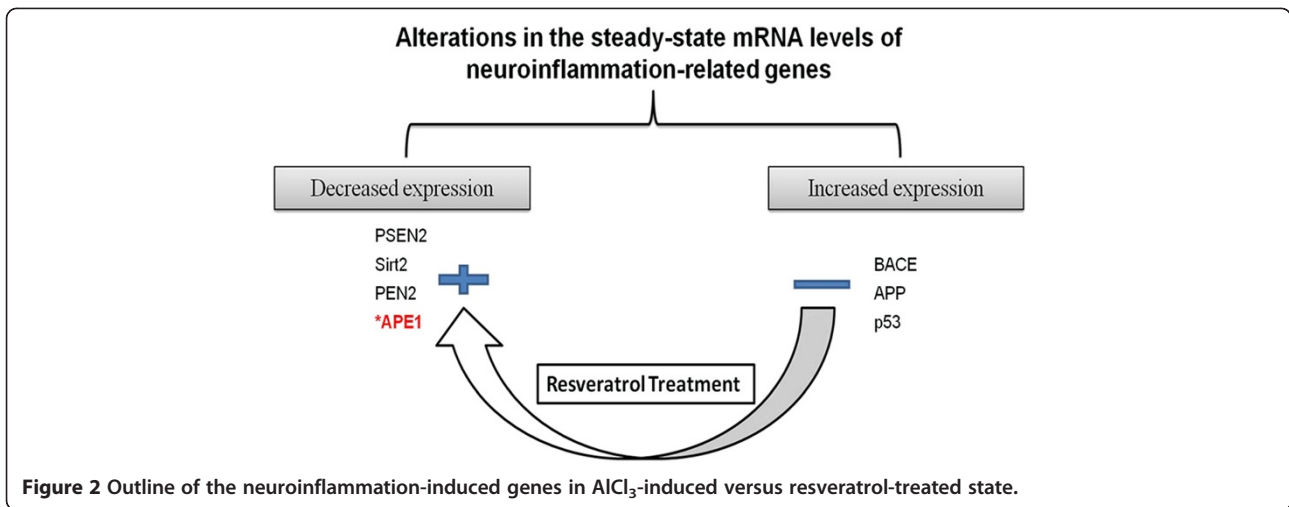 Alterations in the steady-state mRNA levels of
neuroinflammation-related genes
Decreased expression
Increased expression
PSEN2
Sirt2
PEN2
*APE1
BACE
APP
p53
Resveratrol Treatment
Figure 2 Outline of the neuroinflammation-induced genes in AlCl₃-induced versus resveratrol-treated state.